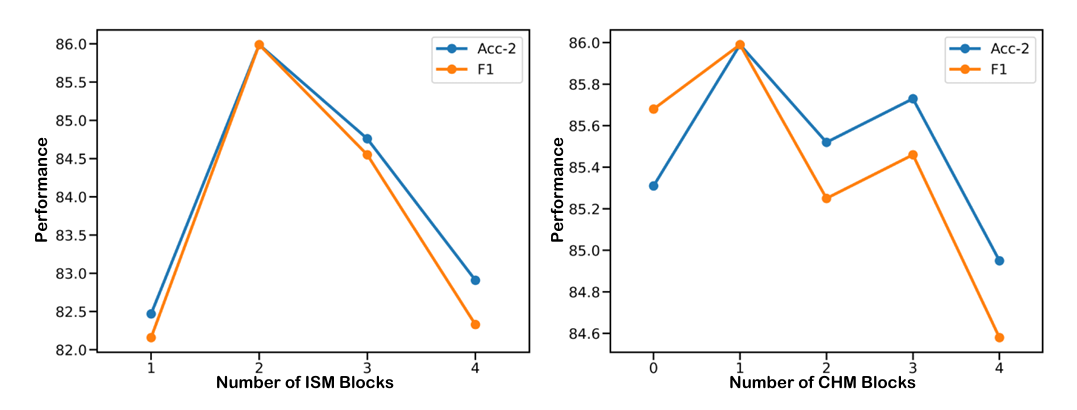 86.0
85.5
85.0
84.5
84.0
83.5
83.0
82.5
82.0
Performance
Acc-2
F1
1 2 3 4
Number of ISM Blocks
86.0
85.8
85.6
85.4
85.2
85.0
84.8
84.6
Performance
Acc-2
F1
0 1 2 3 4
Number of CHM Blocks